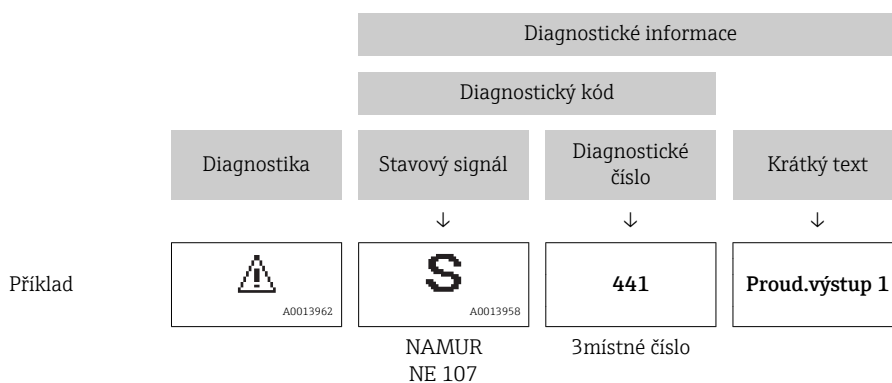 Diagnostické informace
Diagnostický kód
Diagnostika
Stavový signál
Diagnostické
číslo
Krátký text
↓ ↓ ↓
Příklad
A0013962
S
A0013958
441
Proud.výstup 1
NAMUR
NE 107
3místné číslo